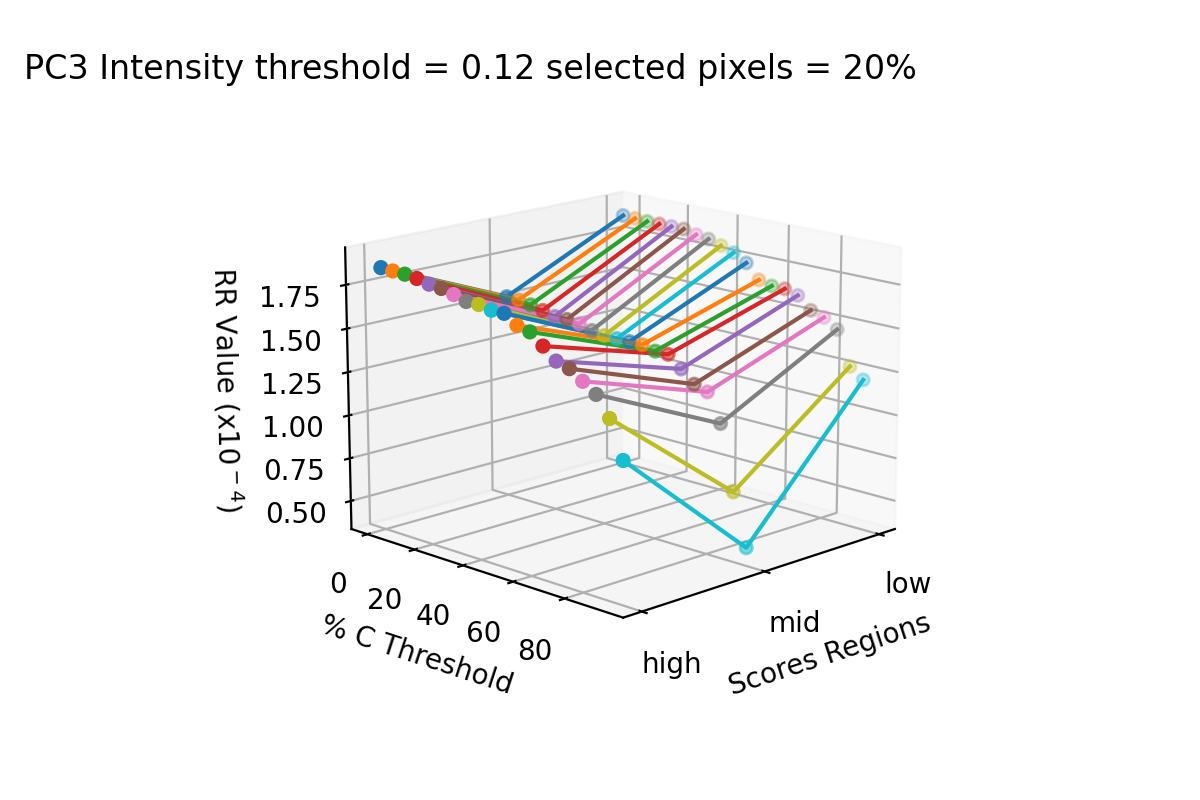 PC3 Intensity threshold = 0.12 selected pixels = 20%
RR Value (x10⁻⁴)
1.75
1.50
1.25
1.00
0.75
0.50
0
20
40
60
80
% C Threshold
high
mid
low
Scores Regions